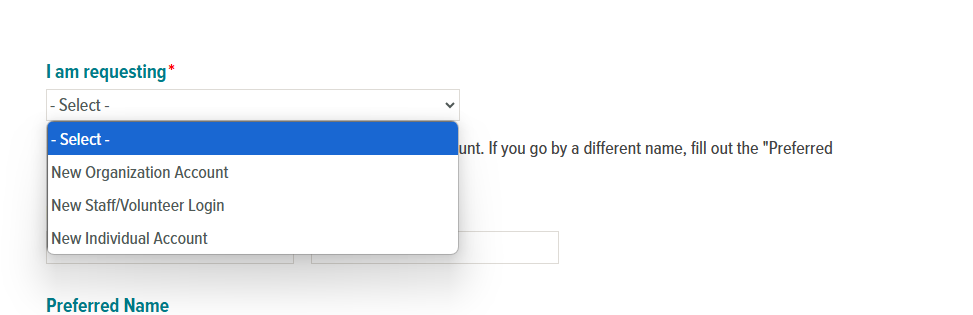 I am requesting*
- Select -
- Select -
unt. If you go by a different name, fill out the "Preferred
New Organization Account
New Staff/Volunteer Login
New Individual Account
Preferred Name